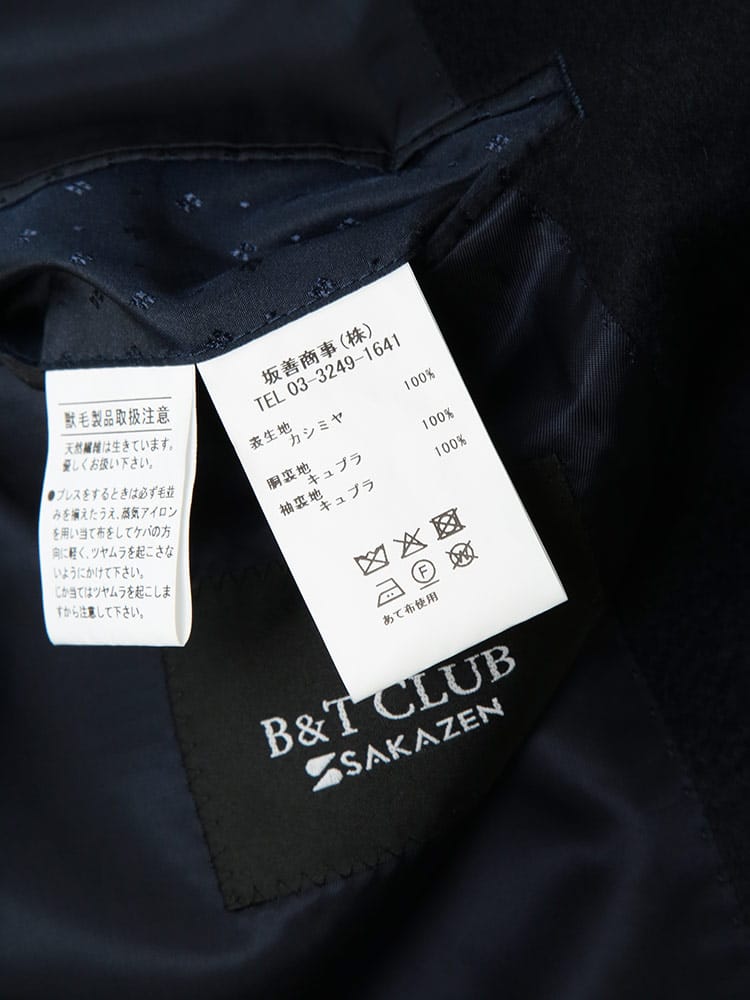 獣毛製品取扱注意
天然繊維は生きています。
優しくお扱い下さい。
●プレスをするときは必ず毛並
みを揃えたうえ、蒸気アイロン
を用い当て布をしてケバの方
向に軽く、ツヤムラを起こさな
いようにかけて下さい。
じか当てはツヤムラを起こしま
すから注意して下さい。
坂善商事(株)
TEL 03-3249-1641
表生地
カシミヤ 100%
胴裏地
キュプラ 100%
袖裏地
キュプラ 100%
F
あて布使用
B&T CLUB
SAKAZEN